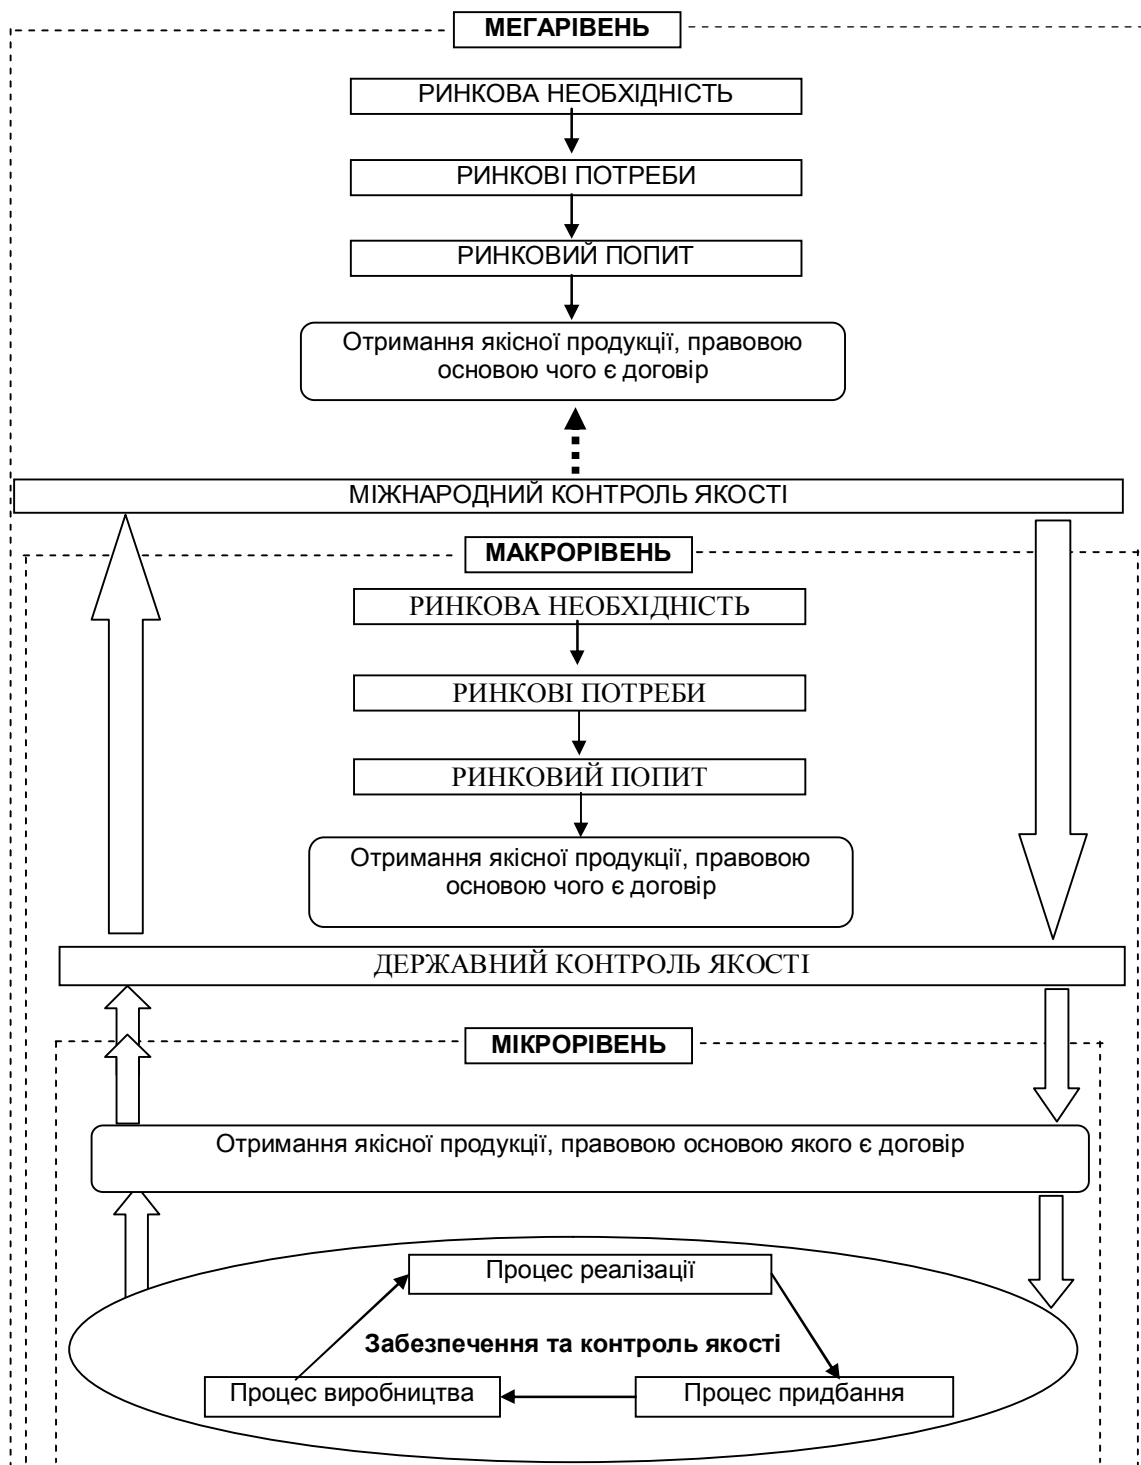 МЕГАРІВЕНЬ
РИНКОВА НЕОБХІДНІСТЬ
РИНКОВІ ПОТРЕБИ
РИНКОВИЙ ПОПИТ
Отримання якісної продукції, правовою
основою чого є договір
МІЖНАРОДНИЙ КОНТРОЛЬ ЯКОСТІ
МАКРОРІВЕНЬ
РИНКОВА НЕОБХІДНІСТЬ
РИНКОВІ ПОТРЕБИ
РИНКОВИЙ ПОПИТ
Отримання якісної продукції, правовою
основою чого є договір
ДЕРЖАВНИЙ КОНТРОЛЬ ЯКОСТІ
МІКРОРІВЕНЬ
Отримання якісної продукції, правовою основою якого є договір
Процес реалізації
Забезпечення та контроль якості
Процес виробництва
Процес придбання